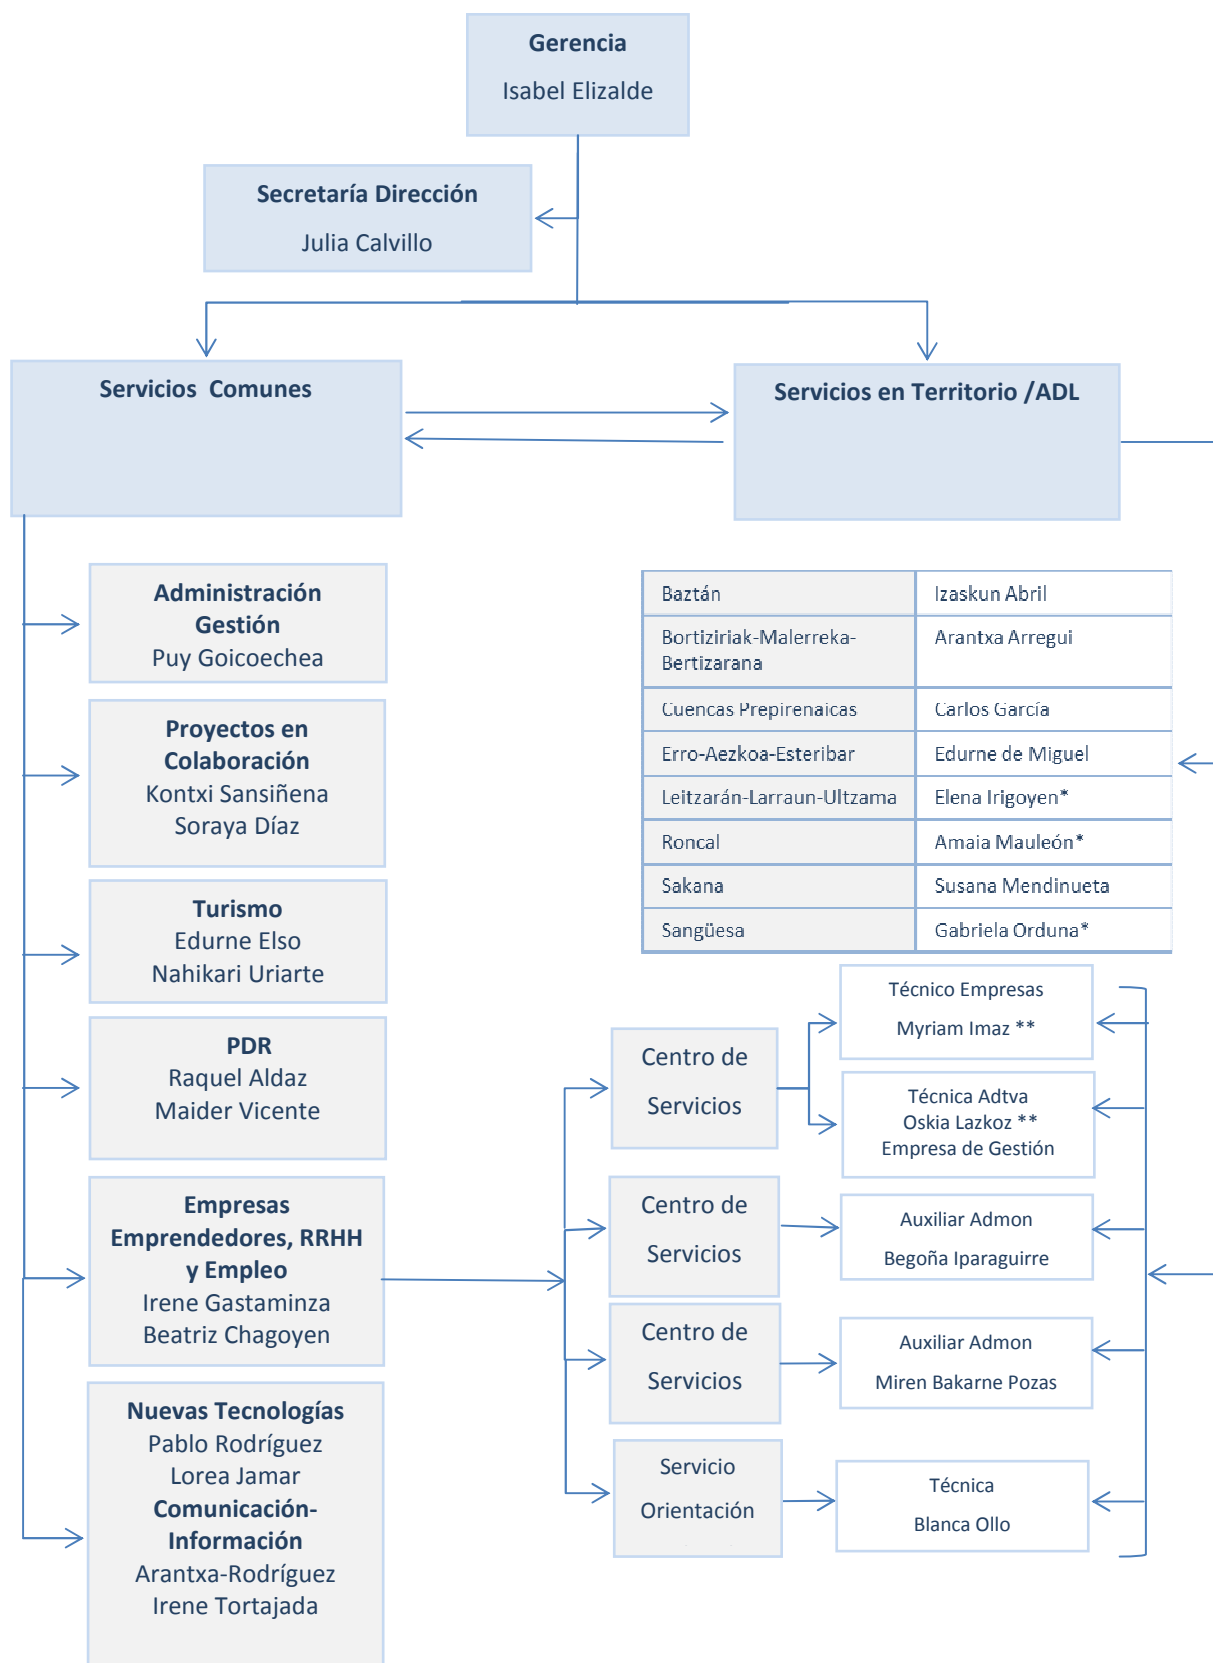 Gerencia
Isabel Elizalde
Secretaría Dirección
Julia Calvillo
Servicios Comunes
Servicios en Territorio /ADL
Administración
Gestión
Puy Goicoechea
Proyectos en
Colaboración
Kontxi Sansiñena
Soraya Díaz
Turismo
Edurne Elso
Nahikari Uriarte
PDR
Raquel Aldaz
Maider Vicente
Empresas
Emprendedores, RRHH
y Empleo
Irene Gastaminza
Beatriz Chagoyen
Nuevas Tecnologías
Pablo Rodríguez
Lorea Jamar
Comunicación-
Información
Arantxa-Rodríguez
Irene Tortajada
Baztán Izaskun Abril
Bortiziriak-Malerreka- Arantxa Arregui
Bertizarana
Cuencas Prepirenaicas Carlos García
Erro-Aezkoa-Esteribar Edurne de Miguel
Leitzarán-Larraun-Ultzama Elena Irigoyen*
Roncal Amaia Mauleón*
Sakana Susana Mendinueta
Sangüesa Gabriela Orduna*
Centro de
Servicios
Técnico Empresas
Myriam Imaz **
Técnica Adtva
Oskia Lazkoz **
Empresa de Gestión
Centro de
Servicios
Auxiliar Admon
Begoña Iparaguirre
Centro de
Servicios
Auxiliar Admon
Miren Bakarne Pozas
Servicio
Orientación
Técnica
Blanca Ollo